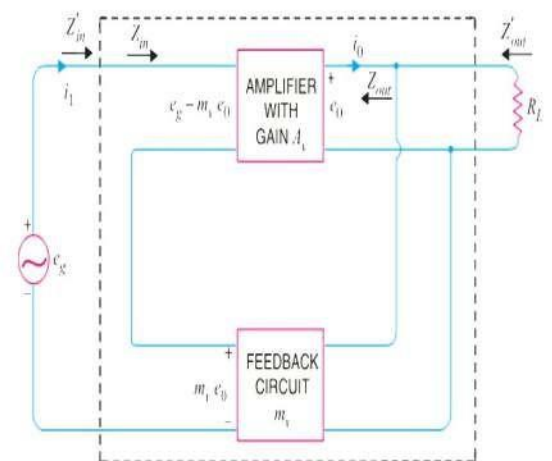 Z'in
Zin
i0
Z'out
i1
AMPLIFIER
WITH
GAIN Av
eg – mv e0
+
e0
Zout
RL
+
eg
–
+
mv e0
–
FEEDBACK
CIRCUIT
mv